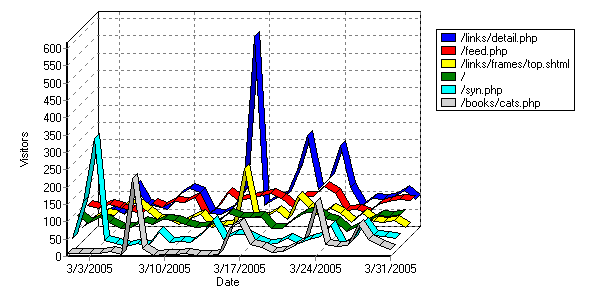 600
550
500
450
400
350
300
250
200
150
100
50
0
Visitors
3/3/2005 3/10/2005 3/17/2005 3/24/2005 3/31/2005
Date
/links/detail.php
/feed.php
/links/frames/top.shtml
/
/syn.php
/books/cats.php